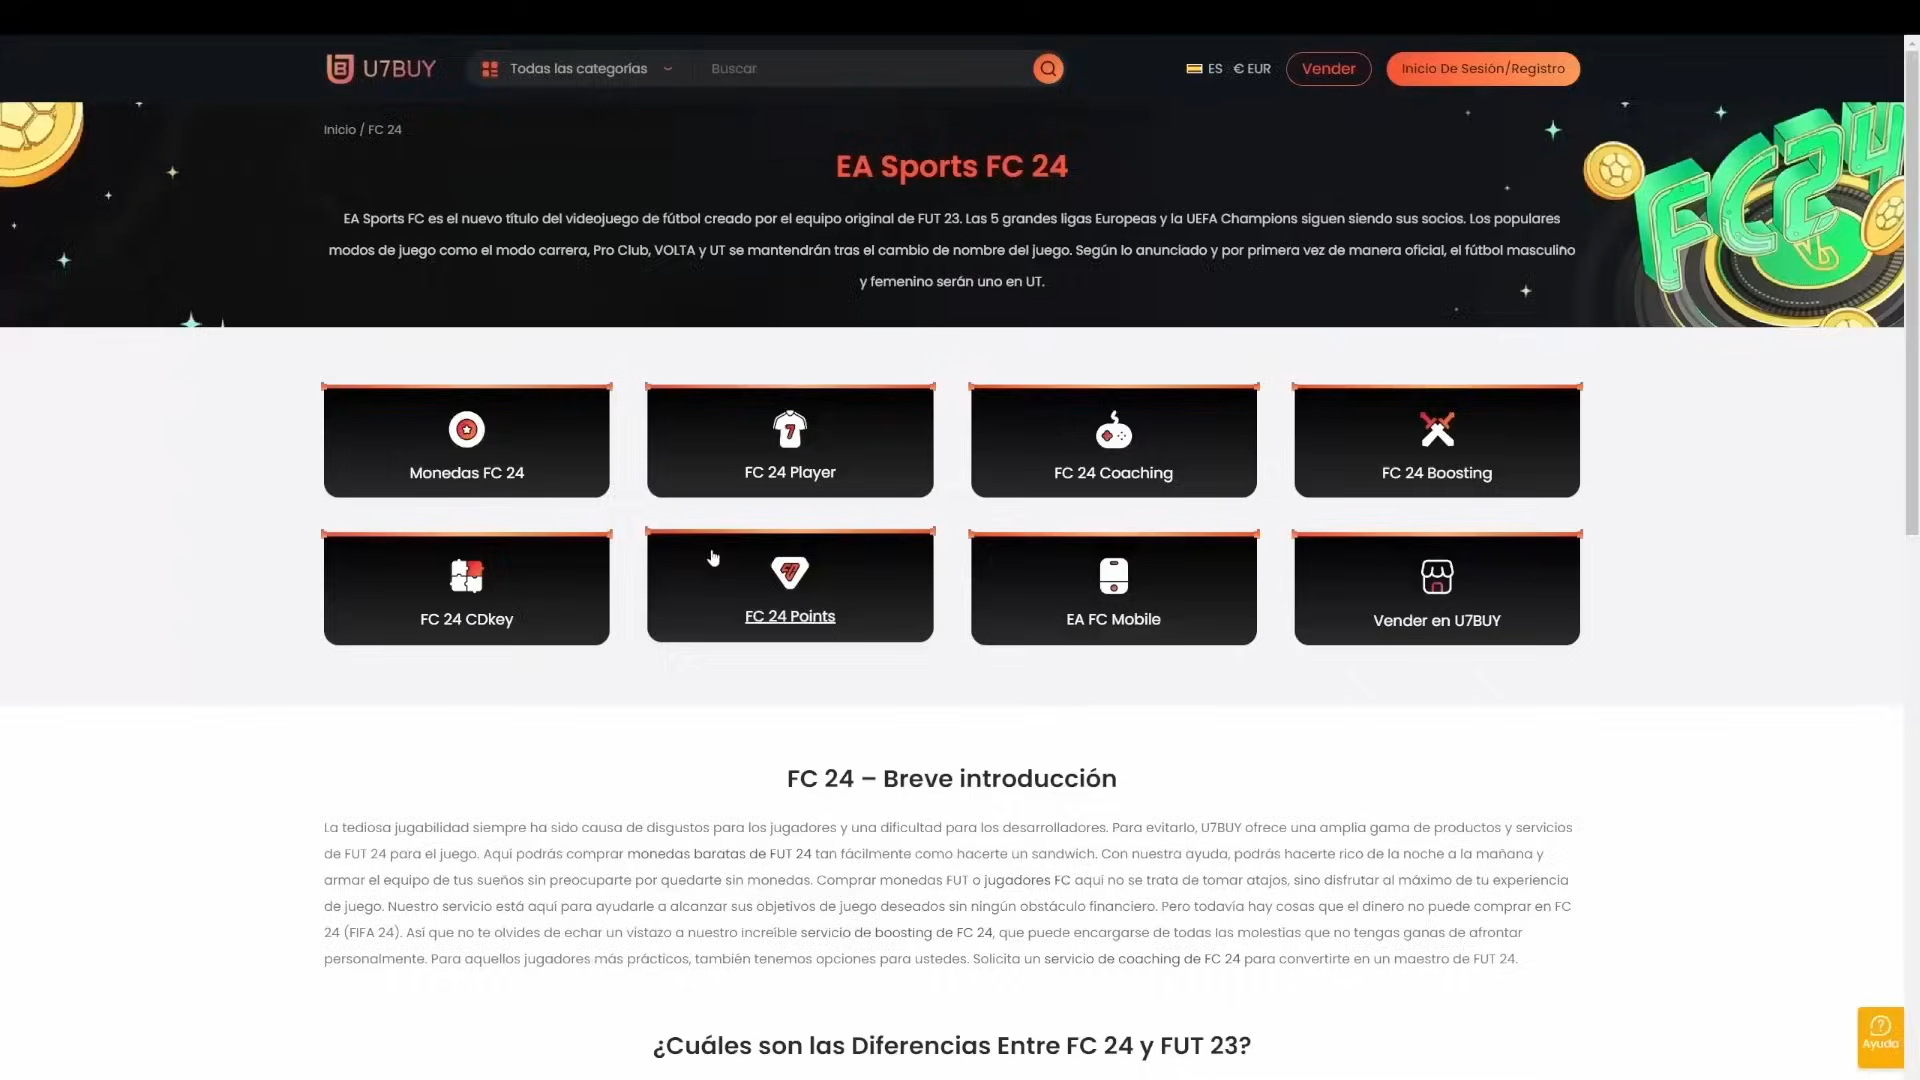 U7BUY
Todas las categorías
Buscar
ES
€ EUR
Vender
Inicio De Sesión/Registro
Inicio / FC 24
EA Sports FC 24
EA Sports FC es el nuevo título del videojuego de fútbol creado por el equipo original de FUT 23. Las 5 grandes ligas Europeas y la UEFA Champions siguen siendo sus socios. Los populares
modos de juego como el modo carrera, Pro Club, VOLTA y UT se mantendrán tras el cambio de nombre del juego. Según lo anunciado y por primera vez de manera oficial, el fútbol masculino
y femenino serán uno en UT.
FC24
Monedas FC 24
7
FC 24 Player
FC 24 Coaching
FC 24 Boosting
FC 24 CDkey
FC 24 Points
EA FC Mobile
Vender en U7BUY
FC 24 – Breve introducción
La tediosa jugabilidad siempre ha sido causa de disgustos para los jugadores y una dificultad para los desarrolladores. Para evitarlo, U7BUY ofrece una amplia gama de productos y servicios
de FUT 24 para el juego. Aquí podrás comprar monedas baratas de FUT 24 tan fácilmente como hacerte un sandwich. Con nuestra ayuda, podrás hacerte rico de la noche a la mañana y
armar el equipo de tus sueños sin preocuparte por quedarte sin monedas. Comprar monedas FUT o jugadores FC aquí no se trata de tomar atajos, sino disfrutar al máximo de tu experiencia
de juego. Nuestro servicio está aquí para ayudarle a alcanzar sus objetivos de juego deseados sin ningún obstáculo financiero. Pero todavía hay cosas que el dinero no puede comprar en FC
24 (FIFA 24). Así que no te olvides de echar un vistazo a nuestro increíble servicio de boosting de FC 24, que puede encargarse de todas las molestias que no tengas ganas de afrontar
personalmente. Para aquellos jugadores más prácticos, también tenemos opciones para ustedes. Solicita un servicio de coaching de FC 24 para convertirte en un maestro de FUT 24.
¿Cuáles son las Diferencias Entre FC 24 y FUT 23?
Ayuda